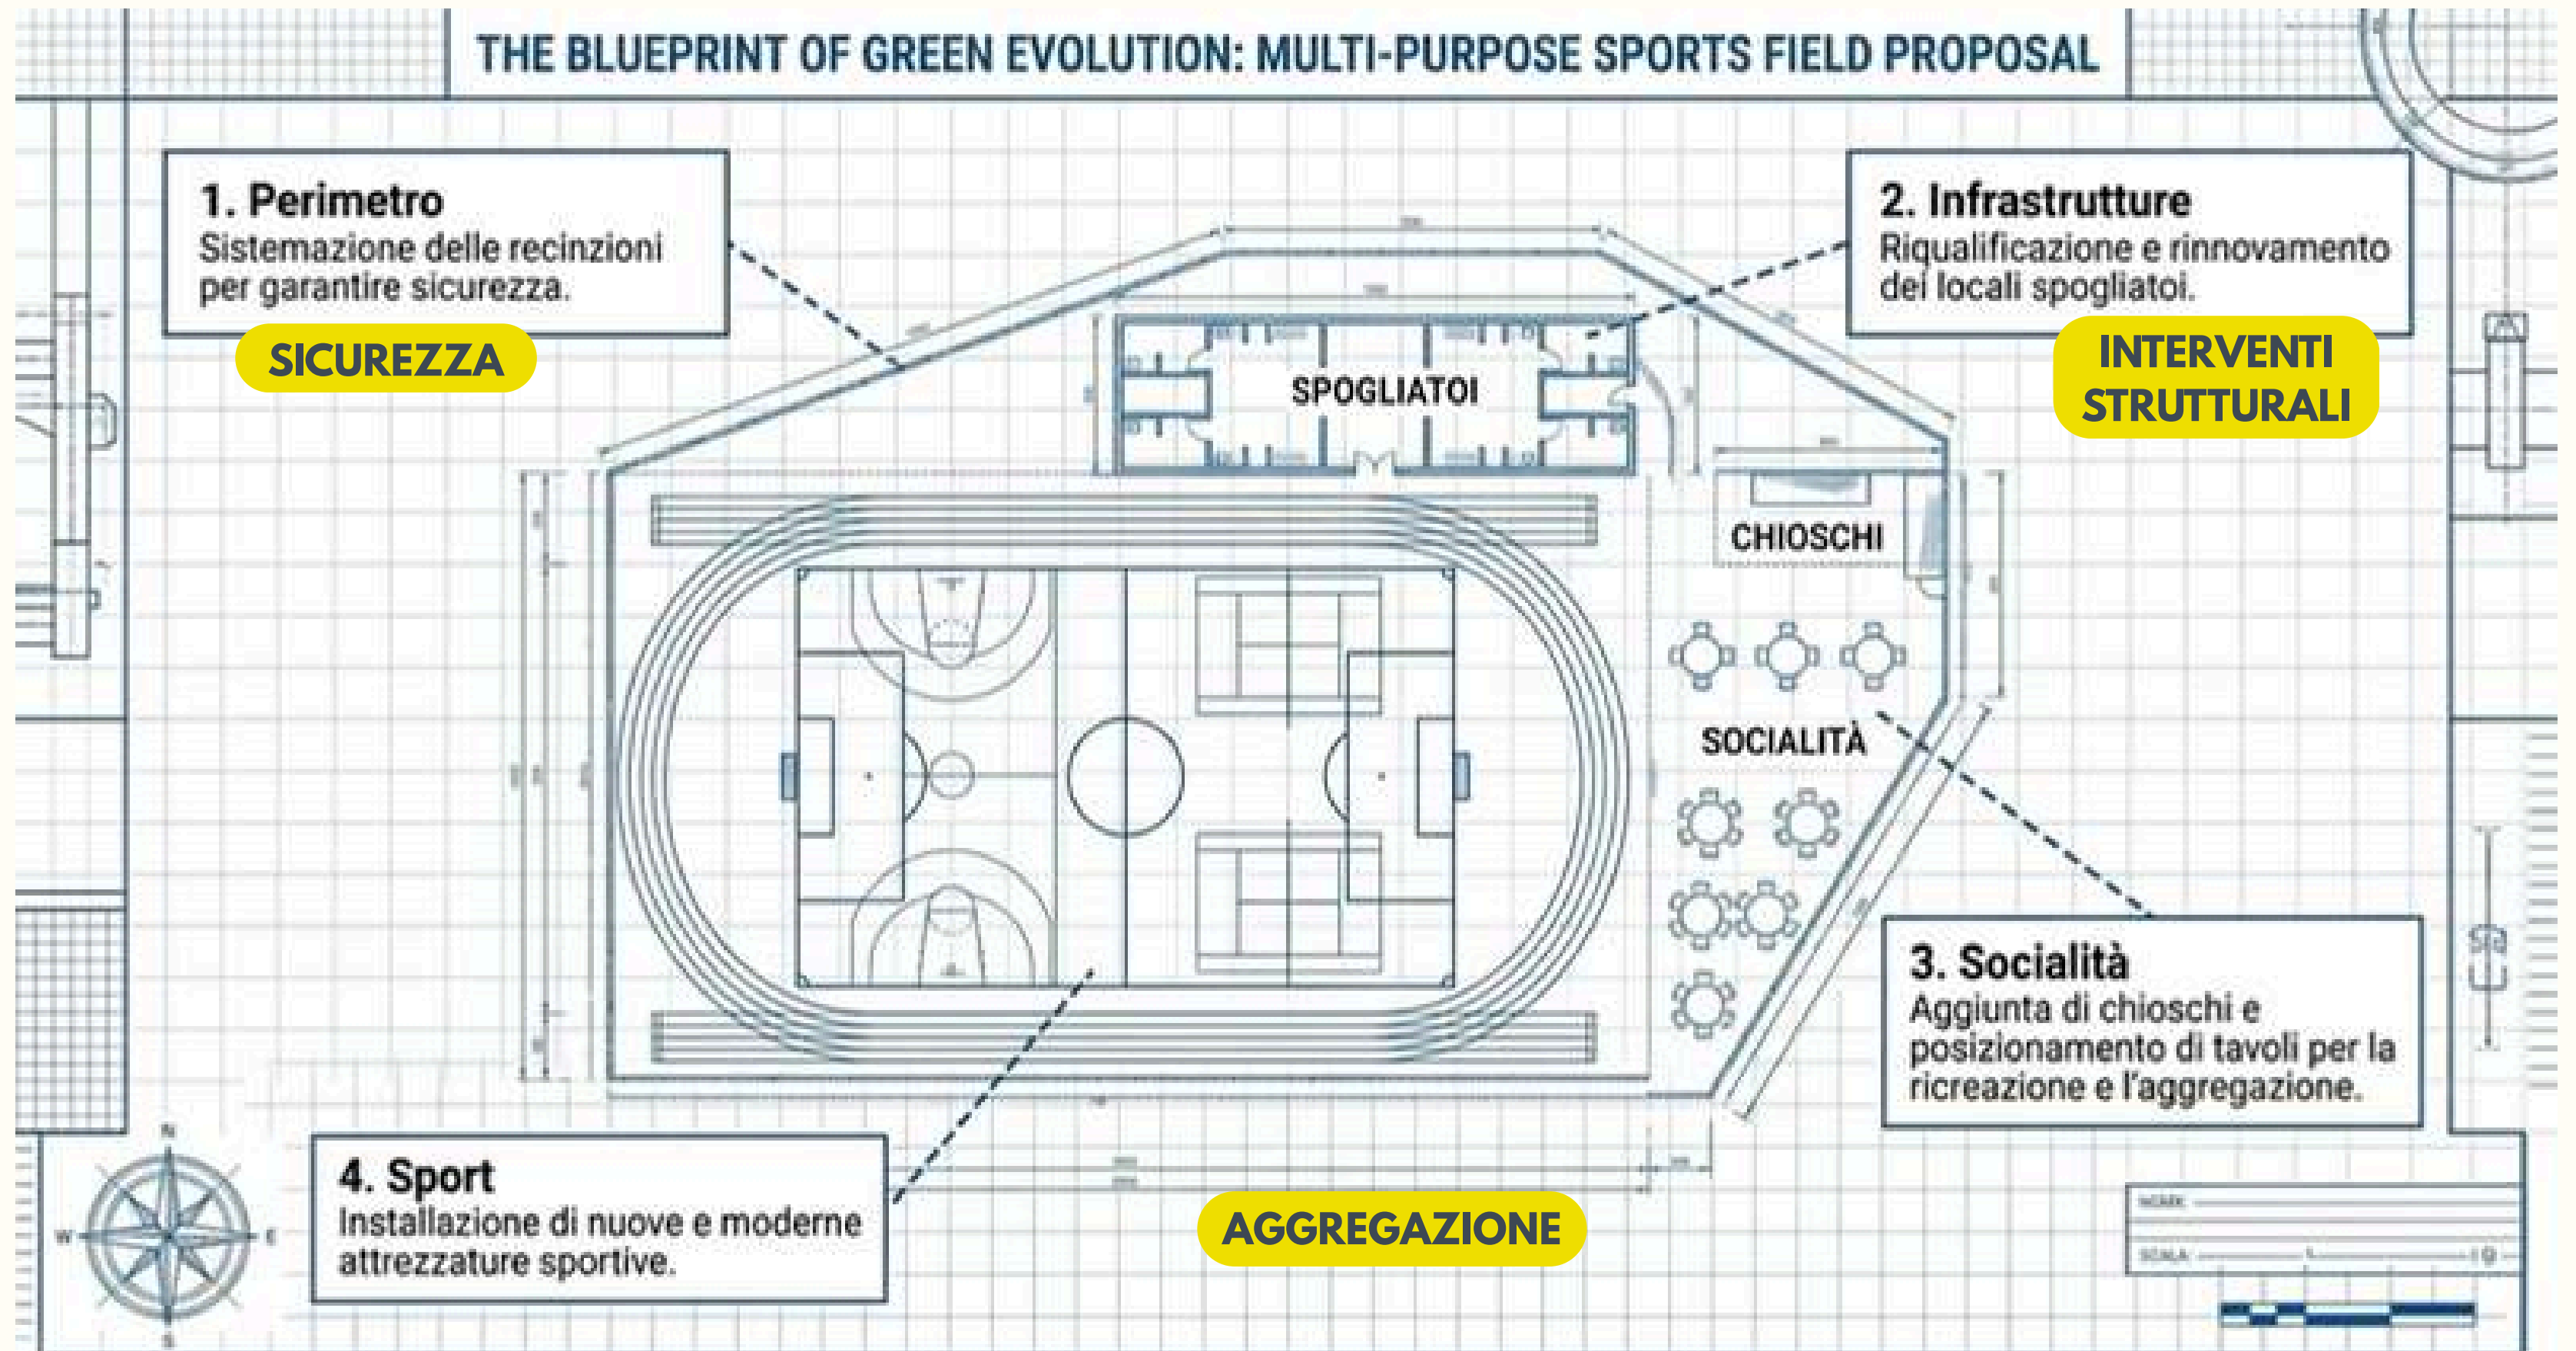 THE BLUEPRINT OF GREEN EVOLUTION: MULTI-PURPOSE SPORTS FIELD PROPOSAL
1. Perimetro
Sistemazione delle recinzioni
per garantire sicurezza.
SICUREZZA
2. Infrastrutture
Riqualificazione e rinnovamento
dei locali spogliatoi.
INTERVENTI
STRUTTURALI
SPOGLIATOI
CHIOSCHI
SOCIALITÀ
3. Socialità
Aggiunta di chioschi e
posizionamento di tavoli per la
ricreazione e l'aggregazione.
4. Sport
Installazione di nuove e moderne
attrezzature sportive.
AGGREGAZIONE
N
W
E
S
SCALA